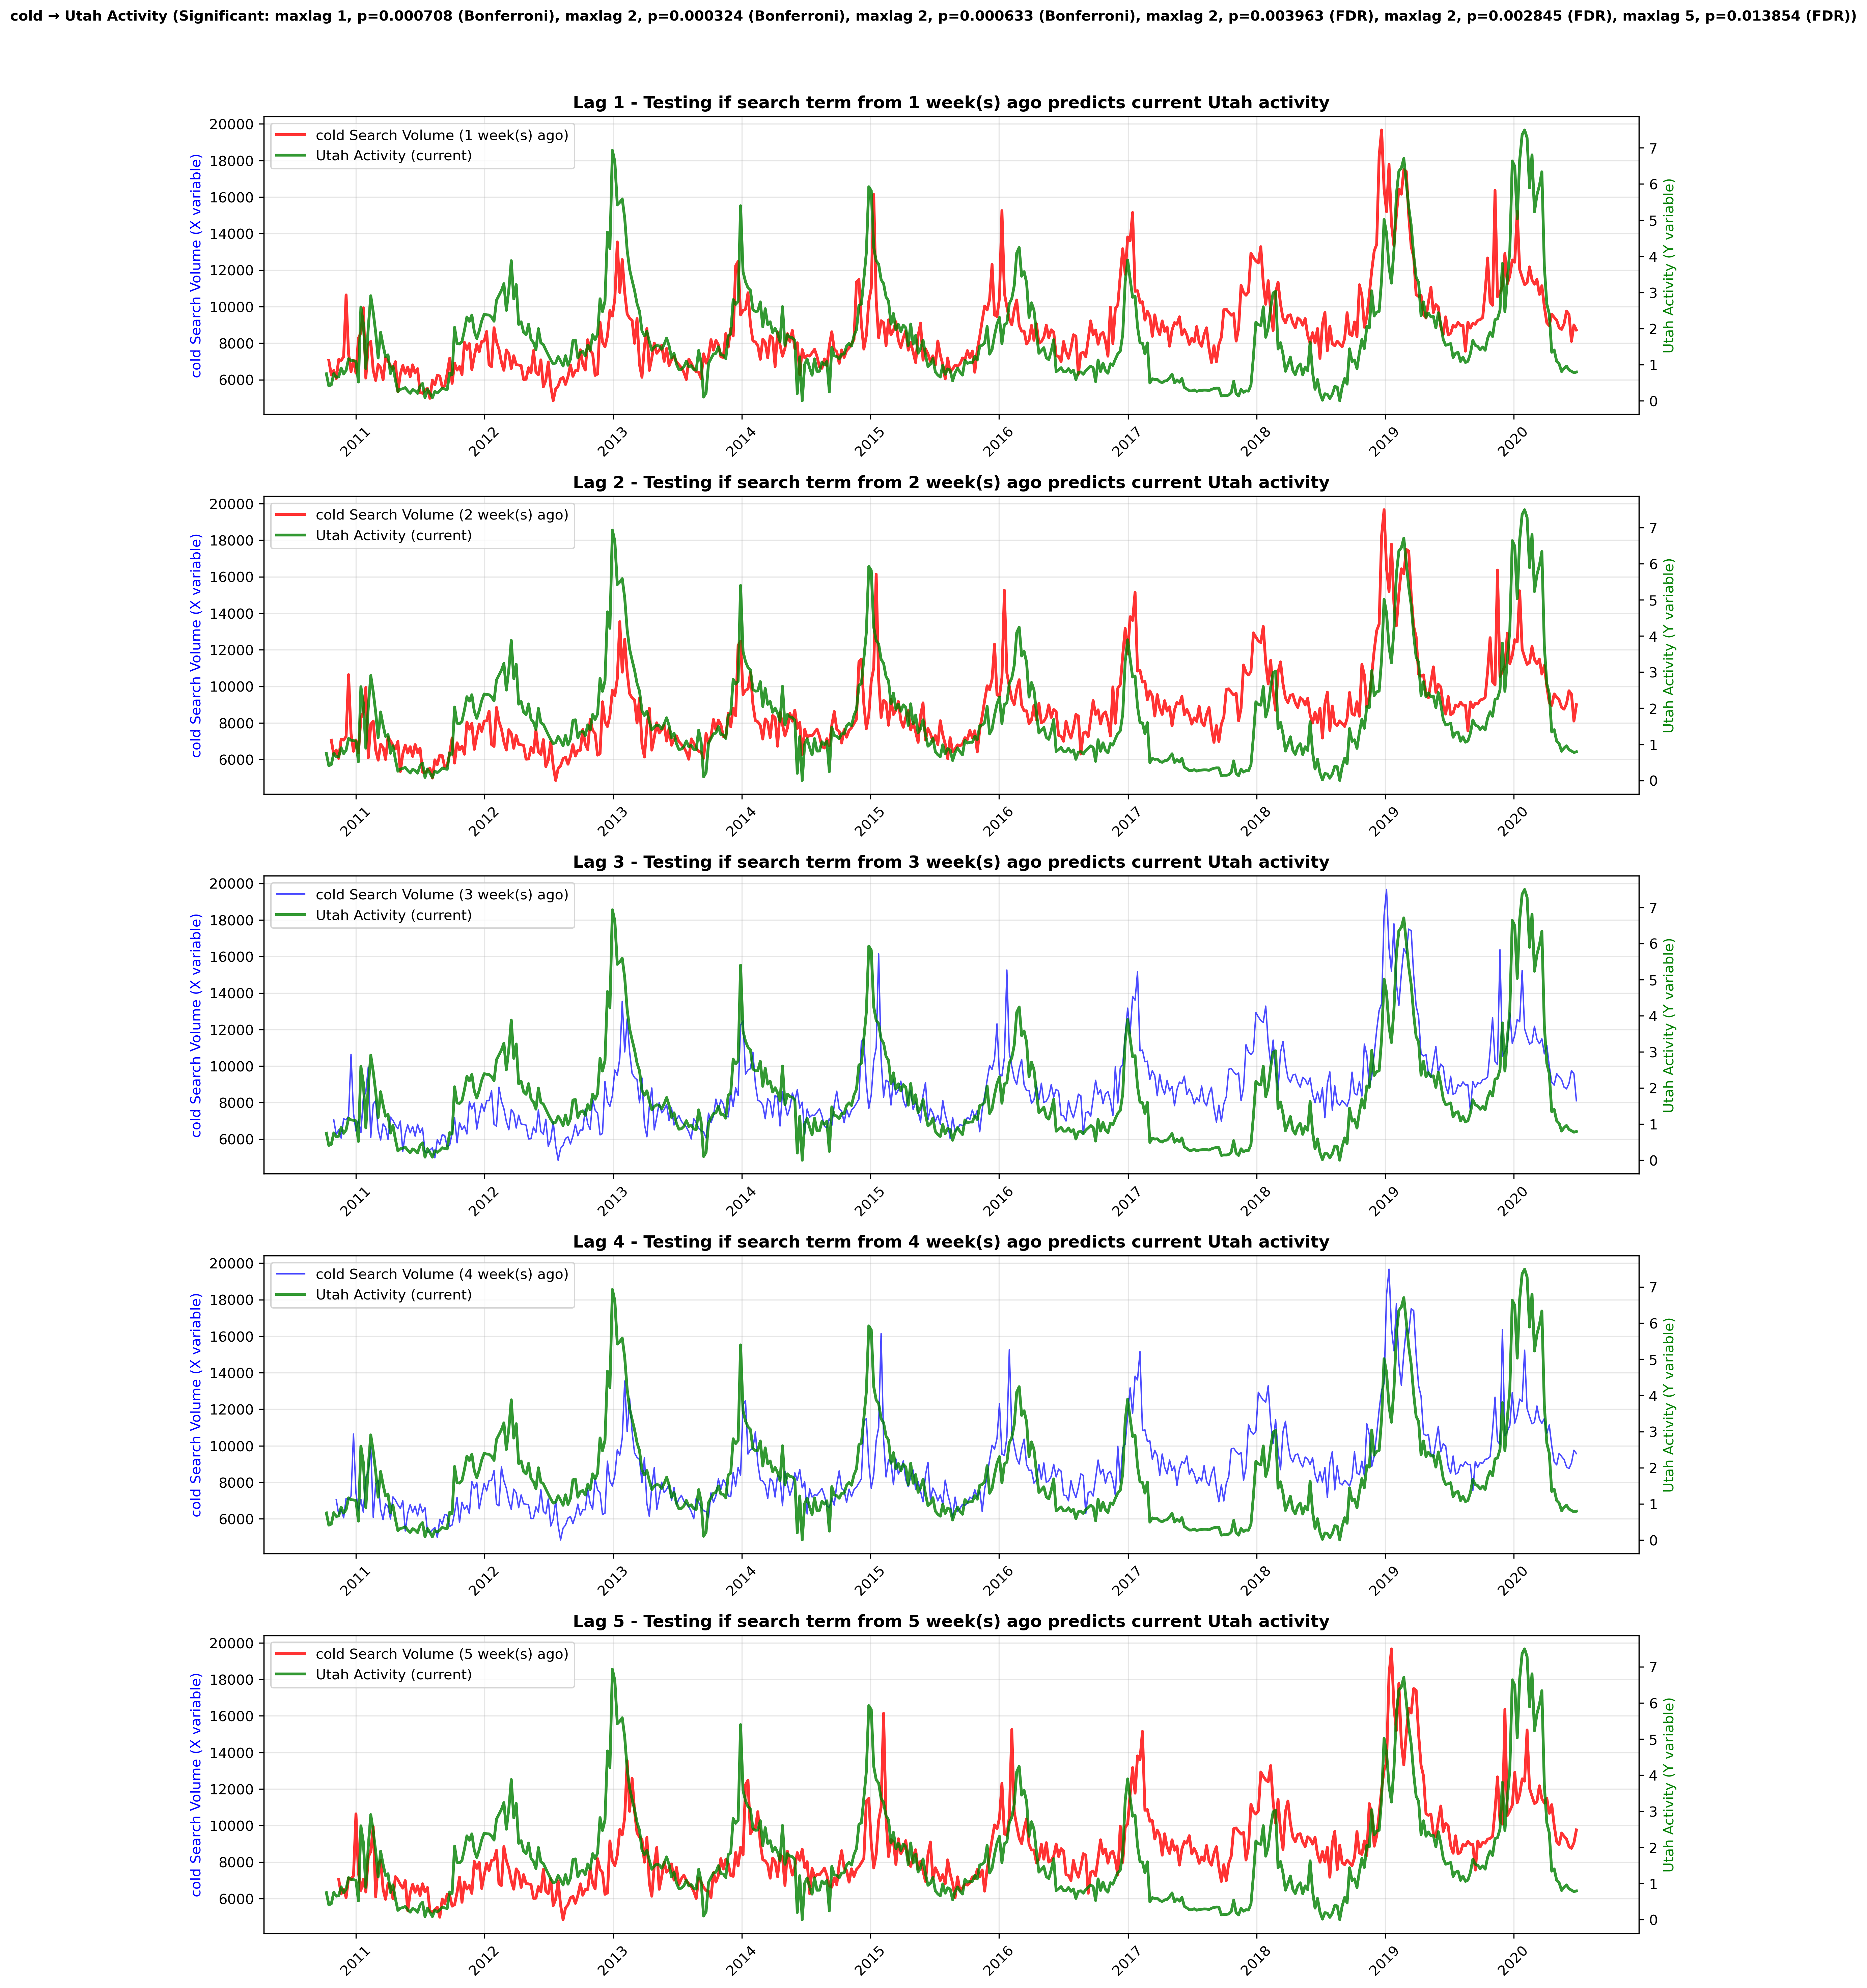 cold → Utah Activity (Significant: maxlag 1, p=0.000708 (Bonferroni), maxlag 2, p=0.000324 (Bonferroni), maxlag 2, p=0.000633 (Bonferroni), maxlag 2, p=0.003963 (FDR), maxlag 2, p=0.002845 (FDR), maxlag 5, p=0.013854 (FDR))
Lag 1 - Testing if search term from 1 week(s) ago predicts current Utah activity
cold Search Volume (1 week(s) ago)
Utah Activity (current)
cold Search Volume (X variable)
20000
18000
16000
14000
12000
10000
8000
6000
7
6
5
4
3
2
1
0
Utah Activity (Y variable)
2011 2012 2013 2014 2015 2016 2017 2018 2019 2020
Lag 2 - Testing if search term from 2 week(s) ago predicts current Utah activity
cold Search Volume (2 week(s) ago)
Utah Activity (current)
cold Search Volume (X variable)
20000
18000
16000
14000
12000
10000
8000
6000
7
6
5
4
3
2
1
0
Utah Activity (Y variable)
2011 2012 2013 2014 2015 2016 2017 2018 2019 2020
Lag 3 - Testing if search term from 3 week(s) ago predicts current Utah activity
cold Search Volume (3 week(s) ago)
Utah Activity (current)
cold Search Volume (X variable)
20000
18000
16000
14000
12000
10000
8000
6000
7
6
5
4
3
2
1
0
Utah Activity (Y variable)
2011 2012 2013 2014 2015 2016 2017 2018 2019 2020
Lag 4 - Testing if search term from 4 week(s) ago predicts current Utah activity
cold Search Volume (4 week(s) ago)
Utah Activity (current)
cold Search Volume (X variable)
20000
18000
16000
14000
12000
10000
8000
6000
7
6
5
4
3
2
1
0
Utah Activity (Y variable)
2011 2012 2013 2014 2015 2016 2017 2018 2019 2020
Lag 5 - Testing if search term from 5 week(s) ago predicts current Utah activity
cold Search Volume (5 week(s) ago)
Utah Activity (current)
cold Search Volume (X variable)
20000
18000
16000
14000
12000
10000
8000
6000
7
6
5
4
3
2
1
0
Utah Activity (Y variable)
2011 2012 2013 2014 2015 2016 2017 2018 2019 2020